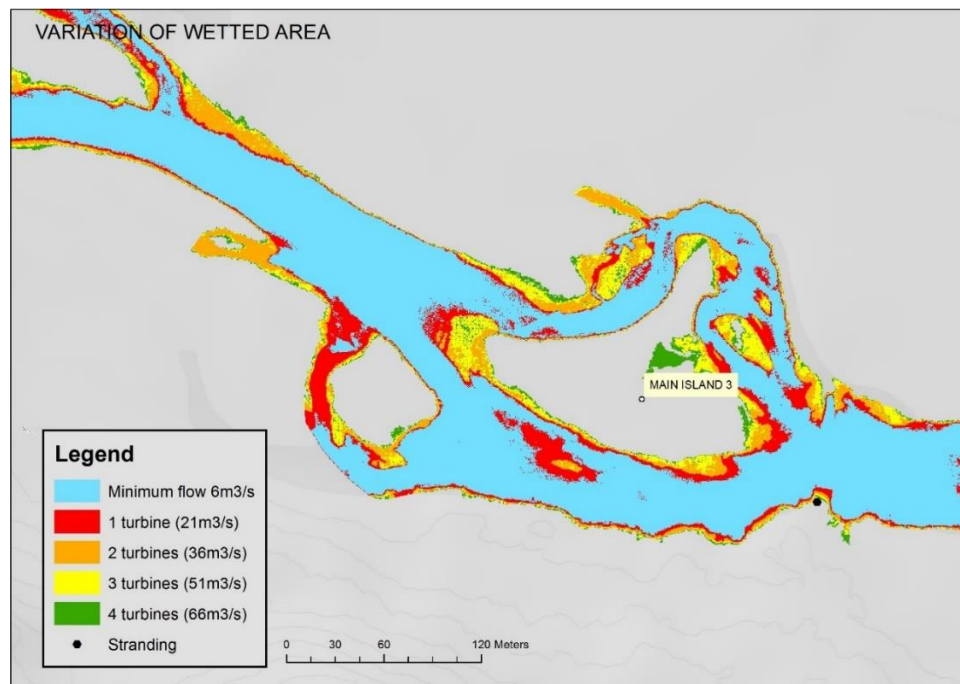 VARIATION OF WETTED AREA
MAIN ISLAND 3
Legend
Minimum flow 6m3/s
1 turbine (21m3/s)
2 turbines (36m3/s)
3 turbines (51m3/s)
4 turbines (66m3/s)
Stranding
0 30 60 120 Meters